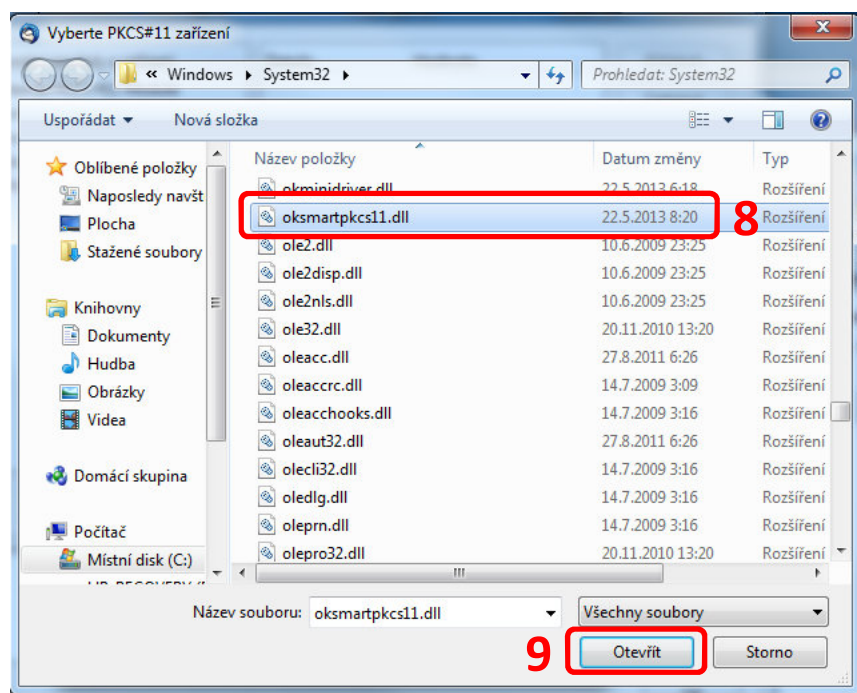 Vyberte PKCS#11 zařízení
« Windows ▸ System32 ▸ Prohledat: System32
Uspořádat Nová složka
Oblíbené položky
Naposledy navšt
Plocha
Stažené soubory
Knihovny
Dokumenty
Hudba
Obrázky
Videa
Domácí skupina
Počítač
Místní disk (C:)
Název položky Datum změny Typ
okminidriver.dll 22.5.2013 6:18 Rozšíření
oksmartpkcs11.dll 22.5.2013 8:20 8 Rozšíření
ole2.dll 10.6.2009 23:25 Rozšíření
ole2disp.dll 10.6.2009 23:25 Rozšíření
ole2nls.dll 10.6.2009 23:25 Rozšíření
ole32.dll 20.11.2010 13:20 Rozšíření
oleacc.dll 27.8.2011 6:26 Rozšíření
oleaccrc.dll 14.7.2009 3:09 Rozšíření
oleacchooks.dll 14.7.2009 3:16 Rozšíření
oleaut32.dll 27.8.2011 6:26 Rozšíření
olecli32.dll 14.7.2009 3:16 Rozšíření
oledlg.dll 14.7.2009 3:16 Rozšíření
oleprn.dll 14.7.2009 3:16 Rozšíření
olepro32.dll 20.11.2010 13:20 Rozšíření
Název souboru: oksmartpkcs11.dll Všechny soubory
9 Otevřít Storno